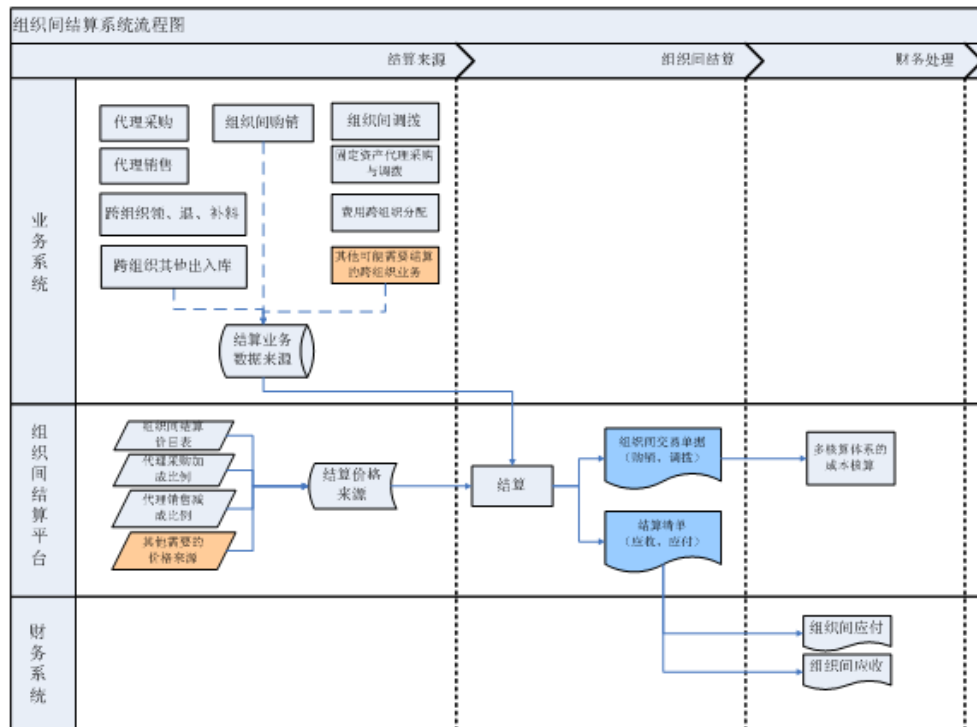 组织间结算系统流程图
结算来源
组织间结算
财务处理
业务系统
代理采购
组织间购销
组织间调拨
代理销售
固定资产代理采购
与调拨
跨组织领、退、补料
费用跨组织分配
跨组织其他出入库
其他可能需要结算
的跨组织业务
结算业务
数据来源
组织间结算平台
组织间结算
价目表
代理采购加
成比例
代理销售减
成比例
其他需要的
价格来源
结算价格
来源
结算
组织间交易单据
(购销、调拨)
结算清单
(应收、应付)
多核算体系的
成本核算
财务系统
组织间应付
组织间应收